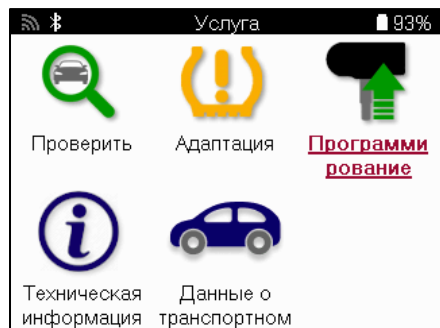 Услуга 93%
Проверить Адаптация Программи
рование
Техническая Данные о
информация транспортном